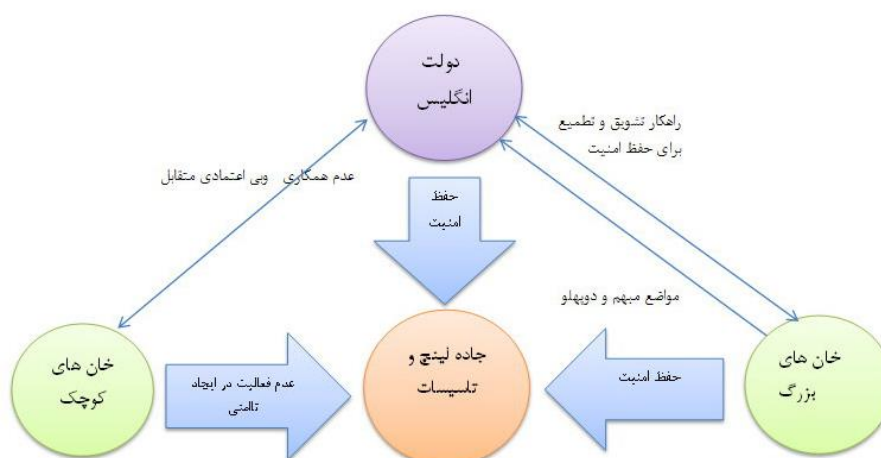 دولت
انگلیس
راهکار تشویق و تطمیع
برای حفظ امنیت
عدم همکاری وبی اعتمادی متقابل
حفظ
امنیت
مواضع مبهم و دوپهلو
خان های
بزرگ
حفظ امنیت
جاده لینچ و
تاسیسات
عدم فعالیت در ایجاد
ناامنی
خان های
کوچک